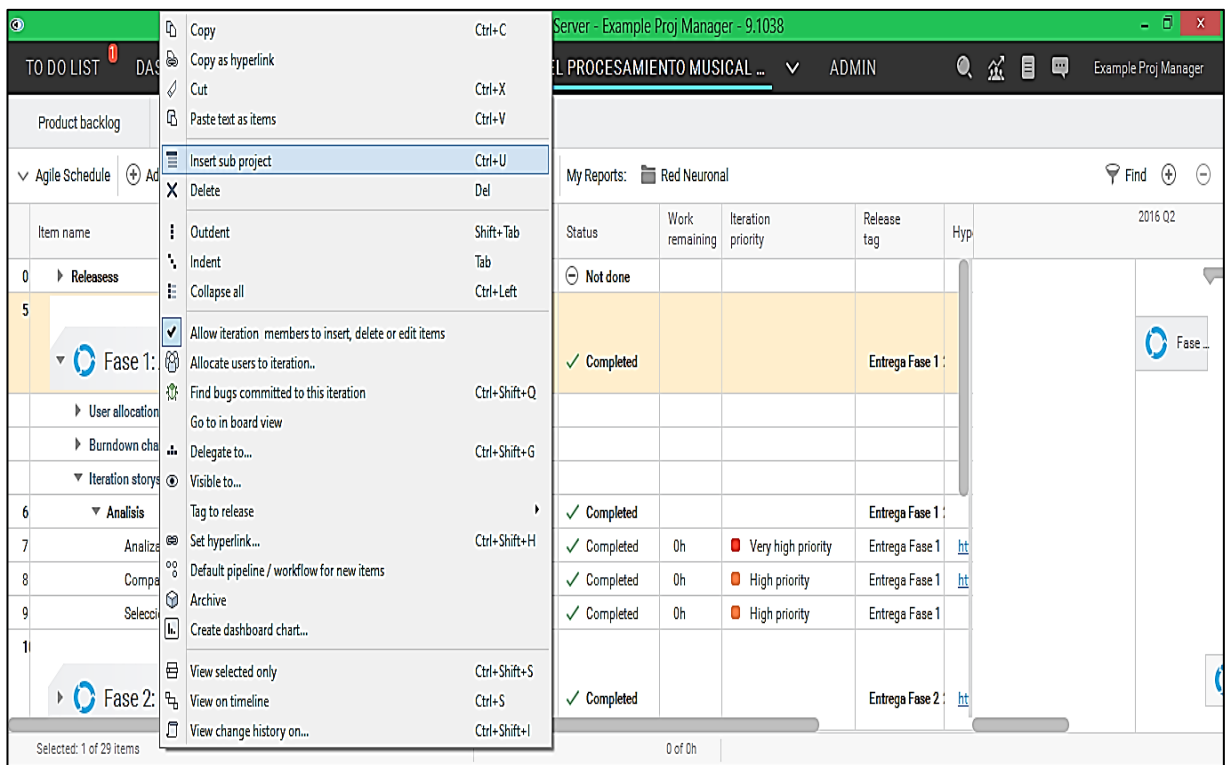 Server - Example Proj Manager - 9.1038
TO DO LIST 1
EL PROCESAMIENTO MUSICAL ...
ADMIN
Example Proj Manager
Product backlog
Agile Schedule
My Reports: Red Neuronal
Find
Item name
Status
Work remaining
Iteration priority
Release tag
2016 Q2
Copy Ctrl+C
Copy as hyperlink
Cut Ctrl+X
Paste text as items Ctrl+V
Insert sub project Ctrl+U
Delete Del
Outdent Shift+Tab
Indent Tab
Collapse all Ctrl+Left
Allow iteration members to insert, delete or edit items
Allocate users to iteration..
Find bugs committed to this iteration Ctrl+Shift+Q
Go to in board view
Delegate to... Ctrl+Shift+G
Visible to...
Tag to release
Set hyperlink... Ctrl+Shift+H
Default pipeline / workflow for new items
Archive
Create dashboard chart...
View selected only Ctrl+Shift+S
View on timeline Ctrl+S
View change history on... Ctrl+Shift+I
0 Releasess Not done
5 Fase 1: Completed Entrega Fase 1 Fase ...
User allocation
Burndown
Iteration
6 Analisis Completed Entrega Fase 1
7 Completed 0h Very high priority Entrega Fase 1 ht
8 Completed 0h High priority Entrega Fase 1 ht
9 Completed 0h High priority Entrega Fase 1
Fase 2: Completed Entrega Fase 2 ht
Selected: 1 of 29 items 0 of 0h